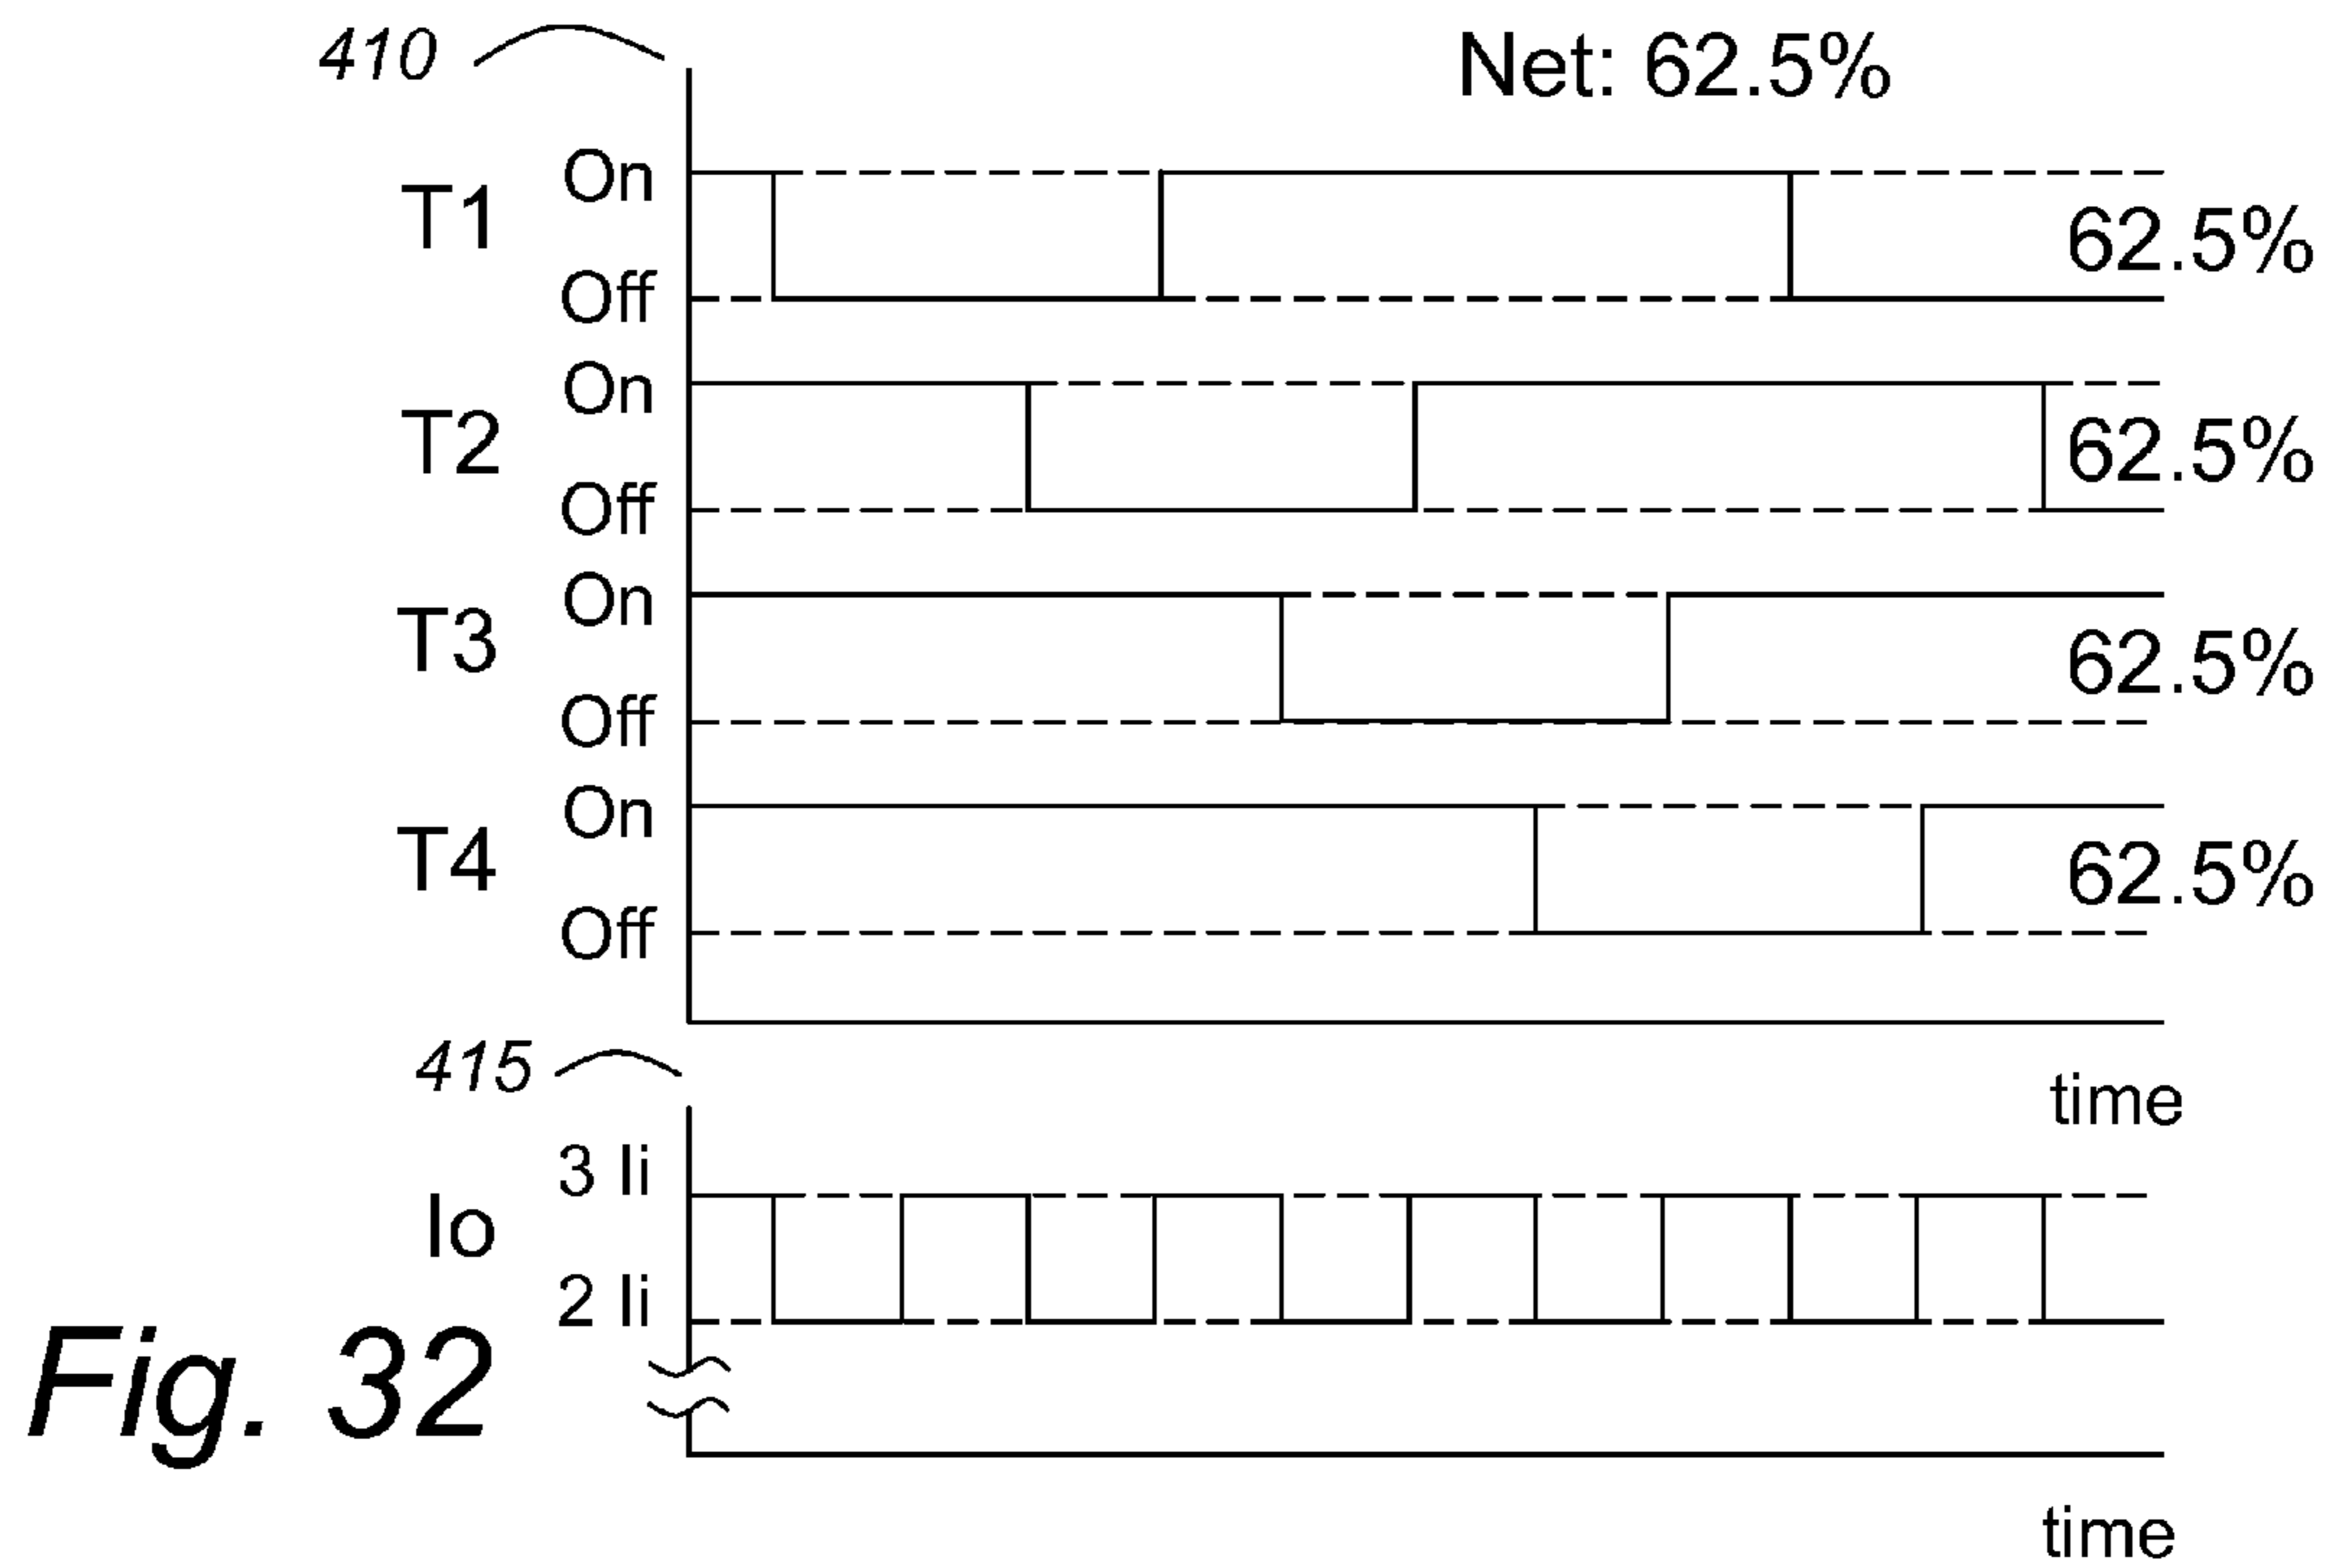 410
Net: 62.5%
T1 On Off 62.5%
T2 On Off 62.5%
T3 On Off 62.5%
T4 On Off 62.5%
time
415
Io 3 Ii 2 Ii
time
Fig. 32